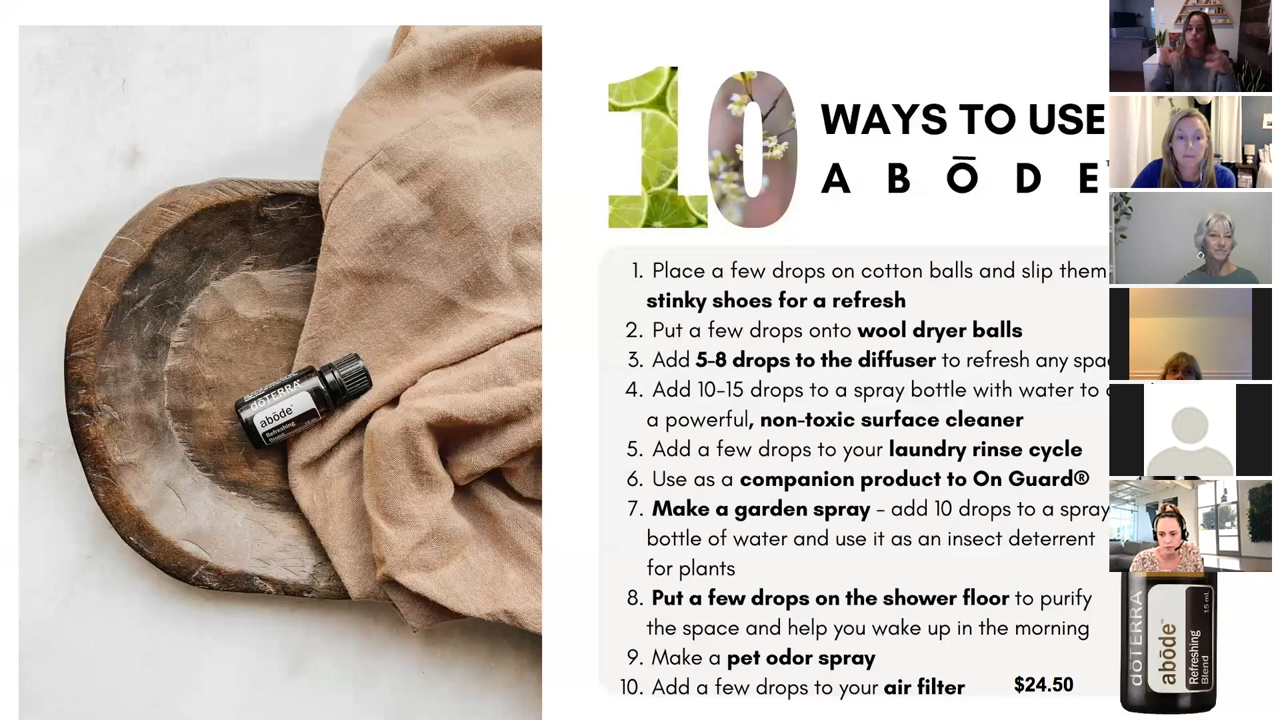 10 WAYS TO USE
ABŌDE
1. Place a few drops on cotton balls and slip them
stinky shoes for a refresh
2. Put a few drops onto wool dryer balls
3. Add 5-8 drops to the diffuser to refresh any
4. Add 10-15 drops to a spray bottle with water to
a powerful, non-toxic surface cleaner
5. Add a few drops to your laundry rinse cycle
6. Use as a companion product to On Guard®
7. Make a garden spray - add 10 drops to a spray
bottle of water and use it as an insect deterrent
for plants
8. Put a few drops on the shower floor to purify
the space and help you wake up in the morning
9. Make a pet odor spray
10. Add a few drops to your air filter
$24.50
dōTERRA
abōde™
Refreshing
Blend
dōTERRA
abōde™
Refreshing
Blend
15 mL